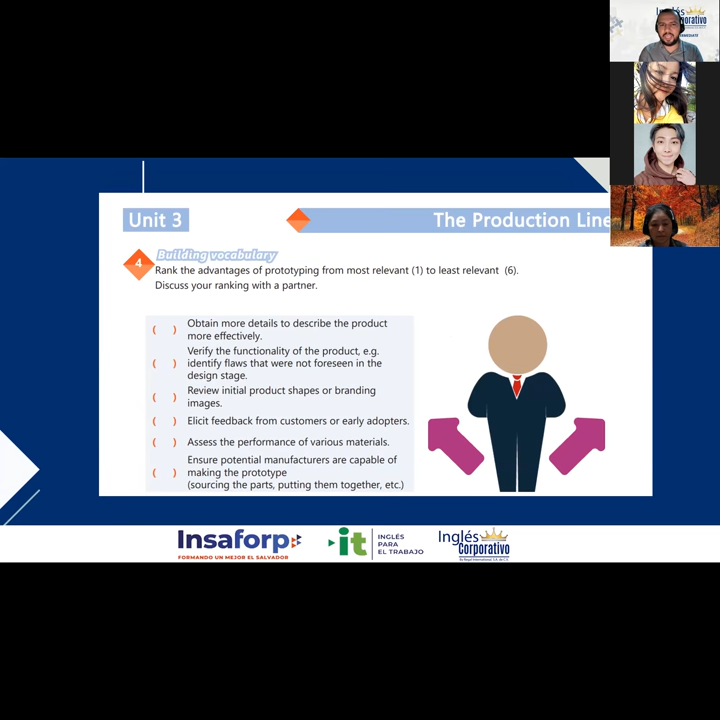 Inglés
Unit 3
The Production Line
4
Building vocabulary
Rank the advantages of prototyping from most relevant (1) to least relevant (6).
Discuss your ranking with a partner.
( ) Obtain more details to describe the product
more effectively.
( ) Verify the functionality of the product, e.g.
identify flaws that were not foreseen in the
design stage.
( ) Review initial product shapes or branding
images.
( ) Elicit feedback from customers or early adopters.
( ) Assess the performance of various materials.
( ) Ensure potential manufacturers are capable of
making the prototype
(sourcing the parts, putting them together, etc.)
Insaforp
FORMANDO UN MEJOR EL SALVADOR
it
INGLÉS
PARA
EL TRABAJO
Inglés
Corporativo